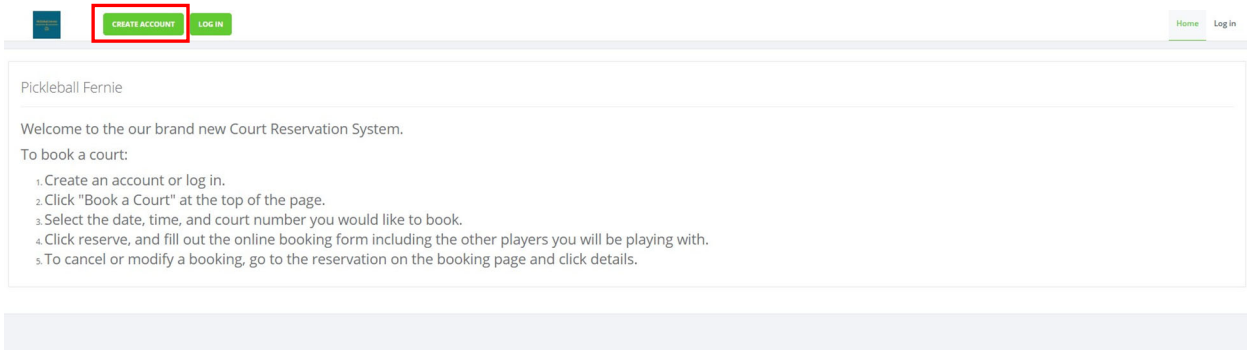 CREATE ACCOUNT LOG IN Home Log in
Pickleball Fernie
Welcome to the our brand new Court Reservation System.
To book a court:
1. Create an account or log in.
2. Click "Book a Court" at the top of the page.
3. Select the date, time, and court number you would like to book.
4. Click reserve, and fill out the online booking form including the other players you will be playing with.
5. To cancel or modify a booking, go to the reservation on the booking page and click details.